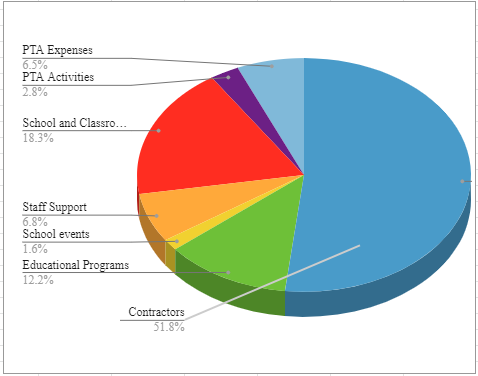 PTA Expenses
6.5%
PTA Activities
2.8%
School and Classro…
18.3%
Staff Support
6.8%
School events
1.6%
Educational Programs
12.2%
Contractors
51.8%